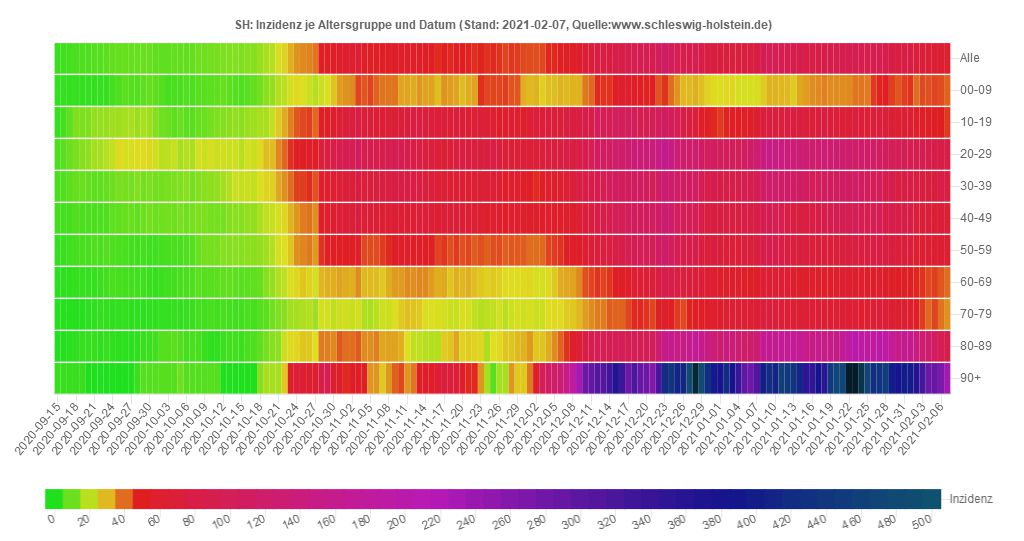 SH: Inzidenz je Altersgruppe und Datum (Stand: 2021-02-07, Quelle:www.schleswig-holstein.de)
Alle
00-09
10-19
20-29
30-39
40-49
50-59
60-69
70-79
80-89
90+
2020-09-15 2020-09-18 2020-09-21 2020-09-24 2020-09-27 2020-09-30 2020-10-03 2020-10-06 2020-10-09 2020-10-12 2020-10-15 2020-10-18 2020-10-21 2020-10-24 2020-10-27 2020-10-30 2020-11-02 2020-11-05 2020-11-08 2020-11-11 2020-11-14 2020-11-17 2020-11-20 2020-11-23 2020-11-26 2020-11-29 2020-12-02 2020-12-05 2020-12-08 2020-12-11 2020-12-14 2020-12-17 2020-12-20 2020-12-23 2020-12-26 2020-12-29 2021-01-01 2021-01-04 2021-01-07 2021-01-10 2021-01-13 2021-01-16 2021-01-19 2021-01-22 2021-01-25 2021-01-28 2021-01-31 2021-02-03 2021-02-06
Inzidenz
0 20 40 60 80 100 120 140 160 180 200 220 240 260 280 300 320 340 360 380 400 420 440 460 480 500